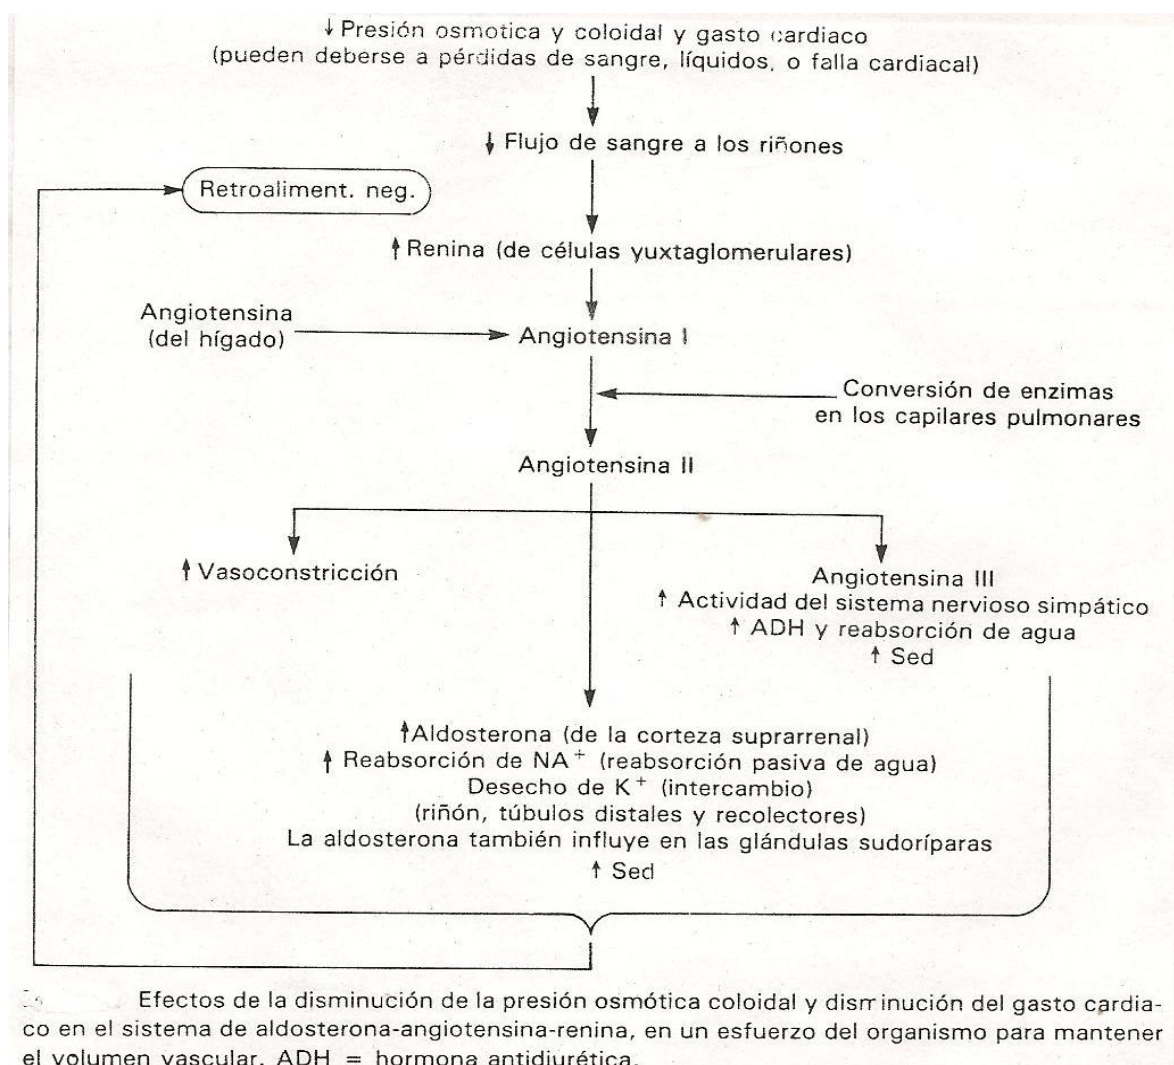 ↓ Presión osmotica y coloidal y gasto cardiaco
(pueden deberse a pérdidas de sangre, líquidos, o falla cardiacal)
↓ Flujo de sangre a los riñones
Retroaliment. neg.
↑ Renina (de células yuxtaglomerulares)
Angiotensina
(del hígado)
Angiotensina I
Conversión de enzimas
en los capilares pulmonares
Angiotensina II
↑ Vasoconstricción
Angiotensina III
↑ Actividad del sistema nervioso simpático
↑ ADH y reabsorción de agua
↑ Sed
↑Aldosterona (de la corteza suprarrenal)
↑ Reabsorción de NA⁺ (reabsorción pasiva de agua)
Desecho de K⁺ (intercambio)
(riñón, túbulos distales y recolectores)
La aldosterona también influye en las glándulas sudoríparas
↑ Sed
Efectos de la disminución de la presión osmótica coloidal y disminución del gasto cardia-
co en el sistema de aldosterona-angiotensina-renina, en un esfuerzo del organismo para mantener
el volumen vascular. ADH = hormona antidiurética.